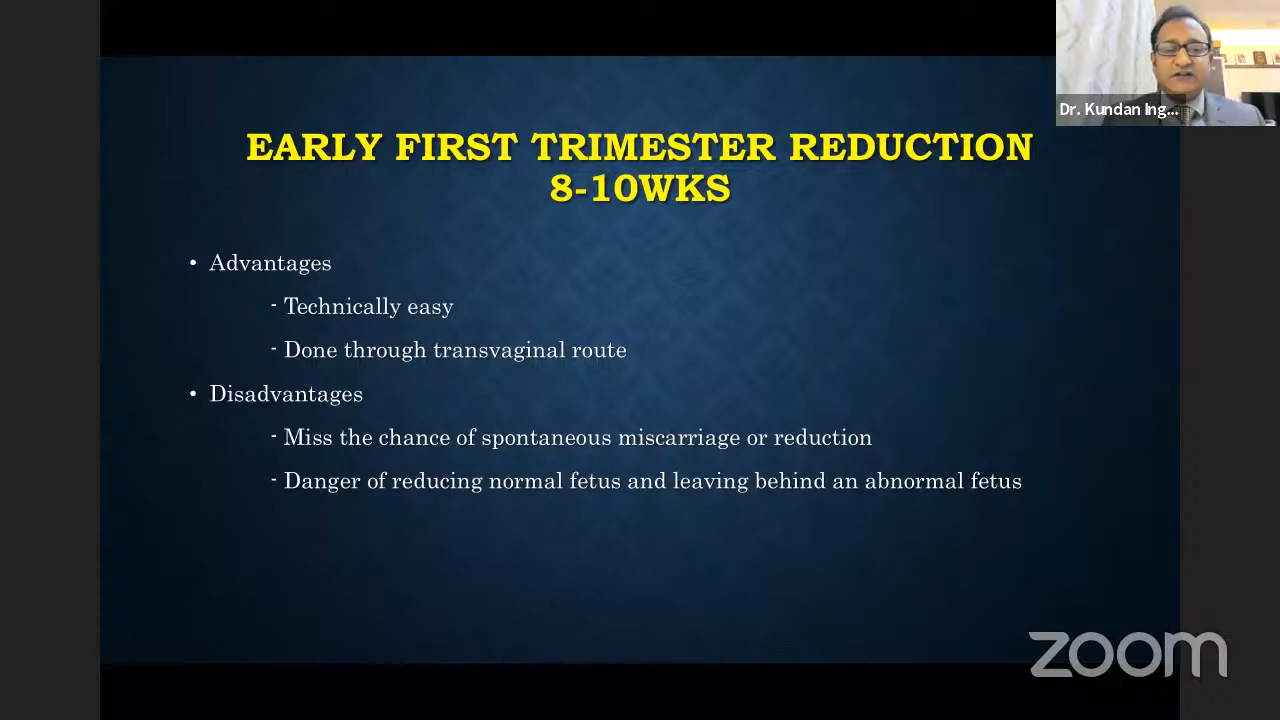 Dr. Kundan Ing...
EARLY FIRST TRIMESTER REDUCTION
8-10WKS
• Advantages
- Technically easy
- Done through transvaginal route
• Disadvantages
- Miss the chance of spontaneous miscarriage or reduction
- Danger of reducing normal fetus and leaving behind an abnormal fetus
zoom